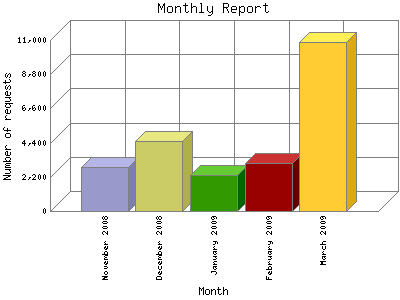 Monthly Report
Number of requests
11,000
8,800
6,600
4,400
2,200
0
November 2008
December 2008
January 2009
February 2009
March 2009
Month